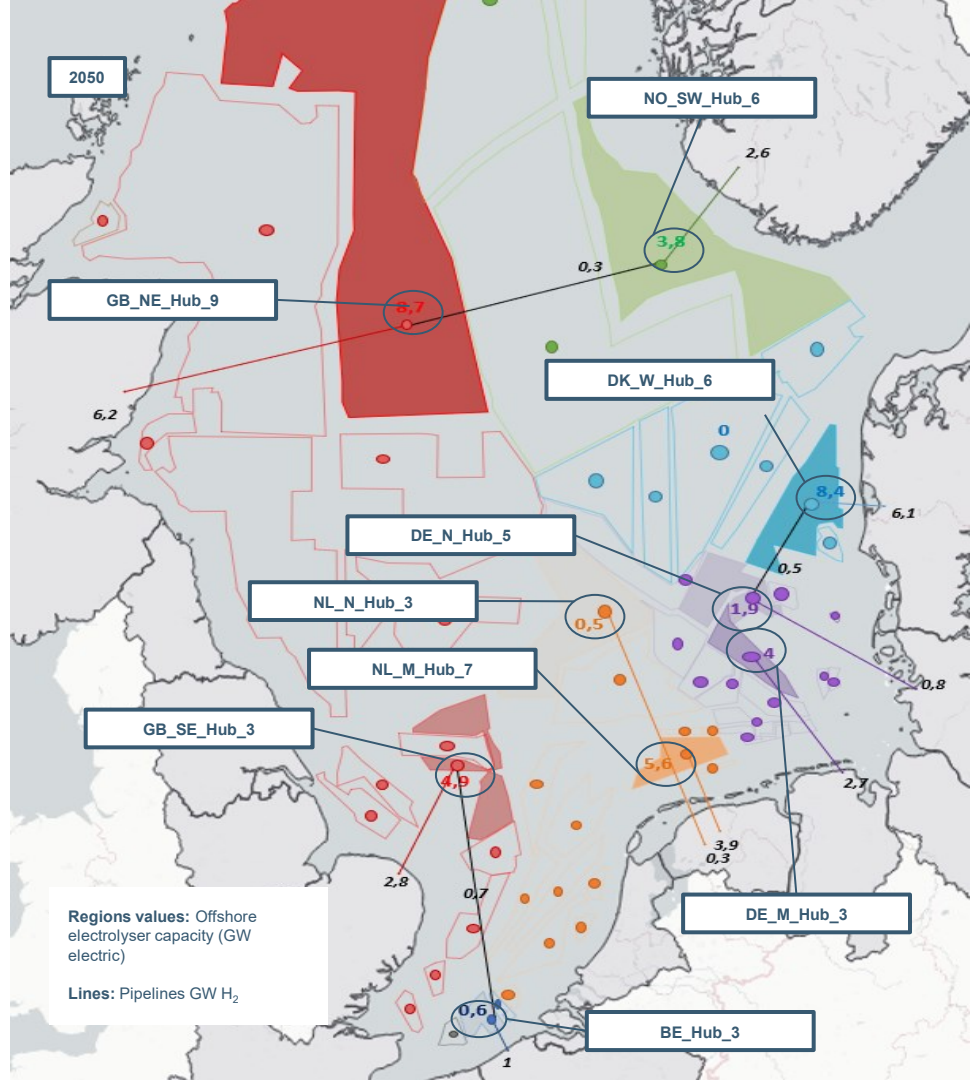 2050
NO_SW_Hub_6
2,6
3,8
0,3
GB_NE_Hub_9
8,7
DK_W_Hub_6
6,2
0
8,4
6,1
DE_N_Hub_5
0,5
NL_N_Hub_3
0,5
1,9
4
NL_M_Hub_7
0,8
GB_SE_Hub_3
5,6
4,9
2,7
3,9
0,3
2,8
0,7
DE_M_Hub_3
Regions values: Offshore
electrolyser capacity (GW
electric)
Lines: Pipelines GW H₂
0,6
BE_Hub_3
1